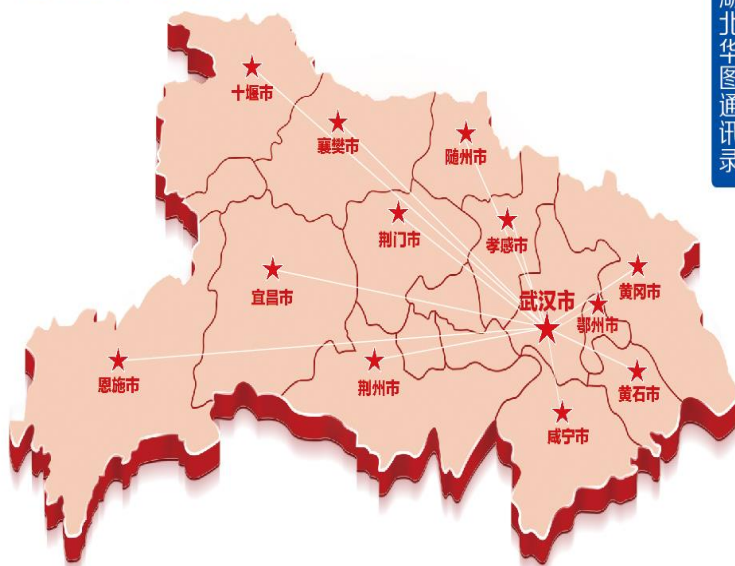 湖北华图通讯录
十堰市
襄樊市
随州市
荆门市
孝感市
宜昌市
武汉市
黄冈市
鄂州市
恩施市
荆州市
黄石市
咸宁市